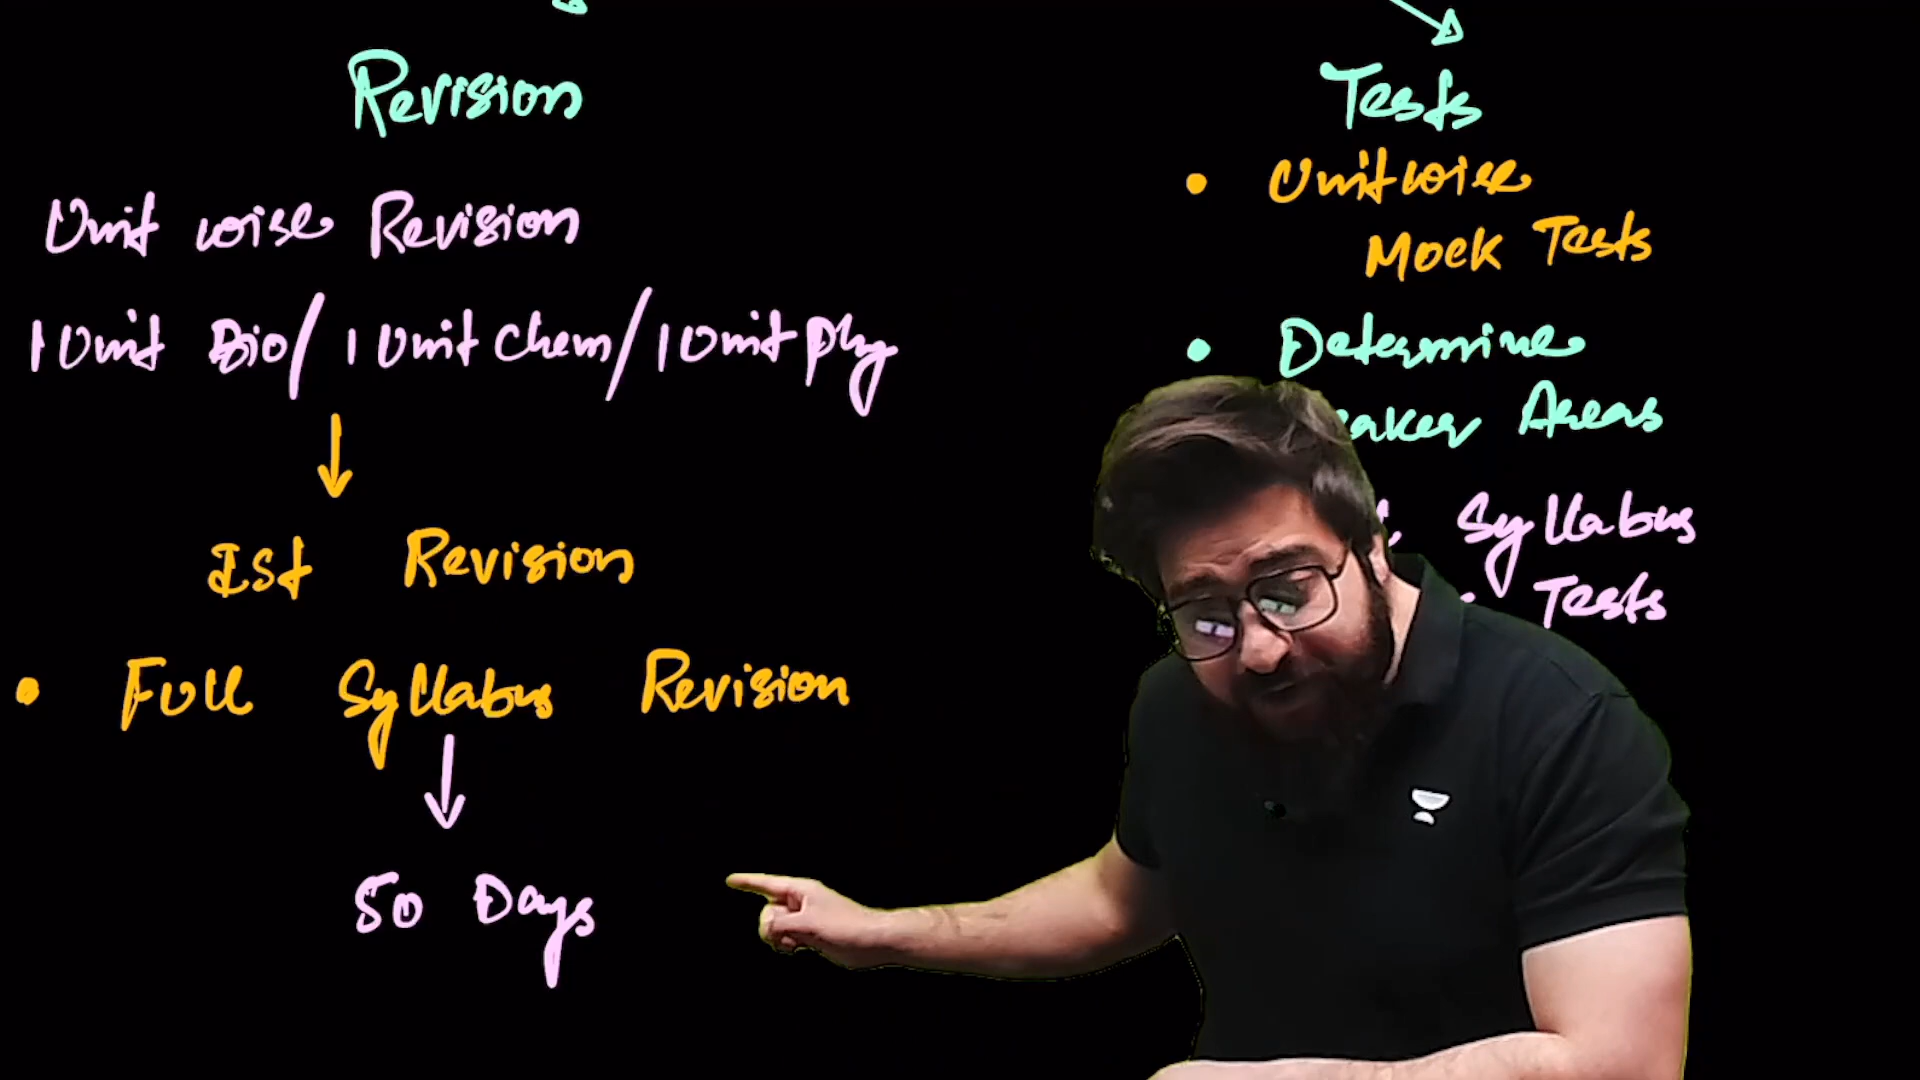 Revision
Unit wise Revision
1 Unit Bio/ 1 Unit Chem/ 1 Unit Phy
Ist Revision
• Full Syllabus Revision
50 Days
Tests
• Unitwise
Mock Tests
• Determine
Areas
Syllabus
Tests